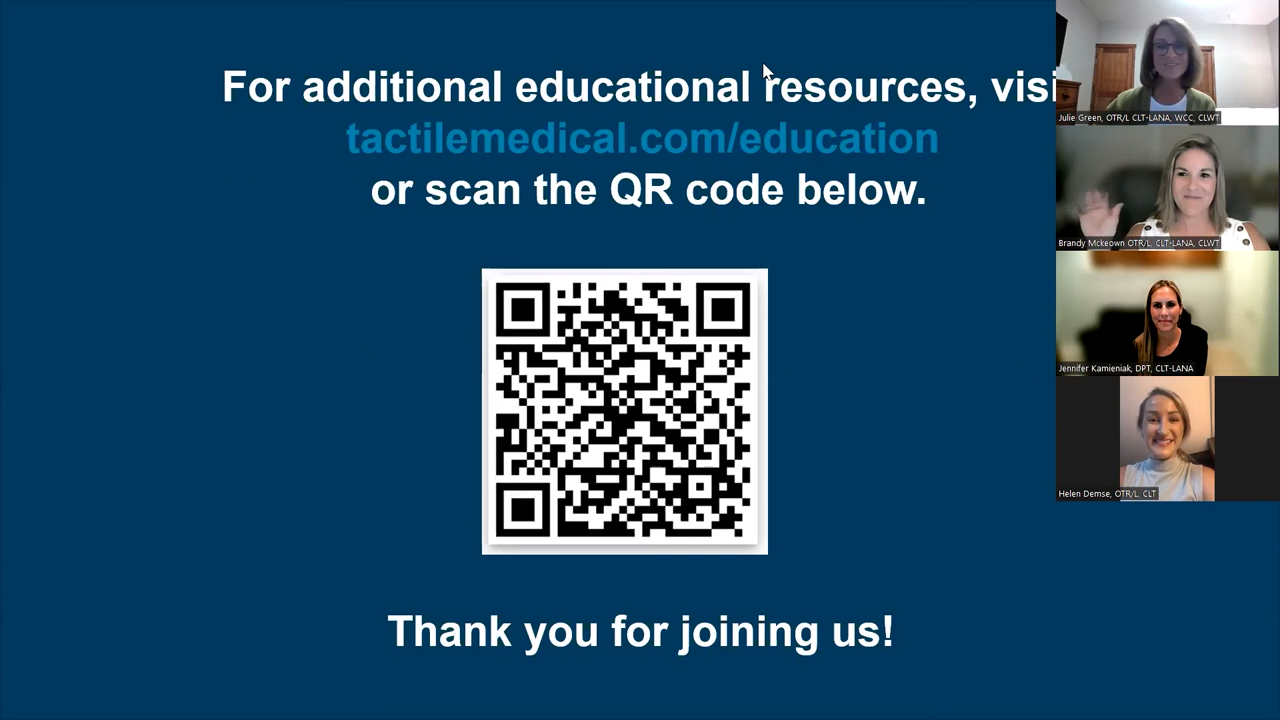 For additional educational resources, visi
tactilemedical.com/education
or scan the QR code below.
Thank you for joining us!
Julie Green, OTR/L CLT-LANA, WCC, CLWT
Brandy Mckeown OTR/L, CLT-LANA, CLWT
Jennifer Kamieniak, DPT, CLT-LANA
Helen Demse, OTR/L, CLT